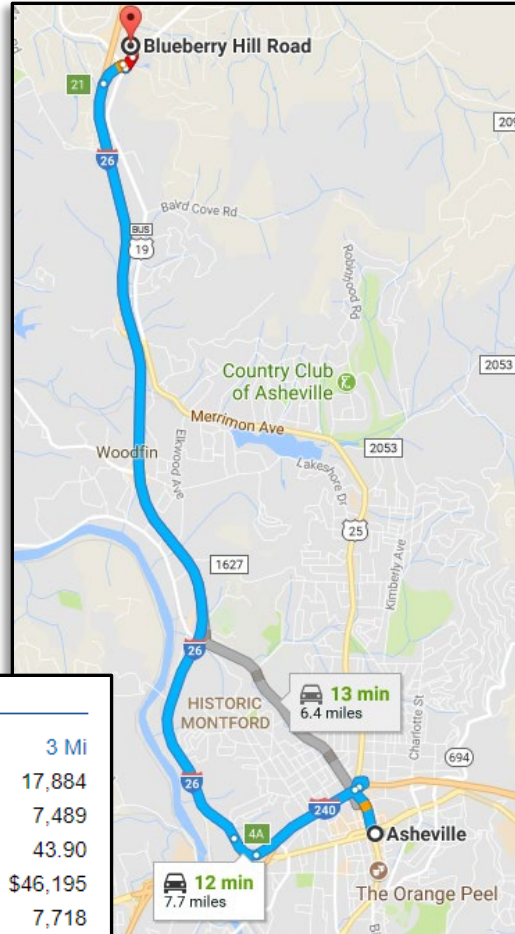 Blueberry Hill Road
21
209
26
Baird Cove Rd
BUS
19
Robinhood Rd
Country Club
of Asheville
2053
Merrimon Ave
Woodfin
Elkwood Ave
2053
Lakeshore Dr
25
1627
Kimberly Ave
26
13 min
6.4 miles
HISTORIC
MONTFORD
Charlotte St
694
26
240
4A
Asheville
12 min
7.7 miles
The Orange Peel
3 Mi
17,884
7,489
43.90
$46,195
7,718